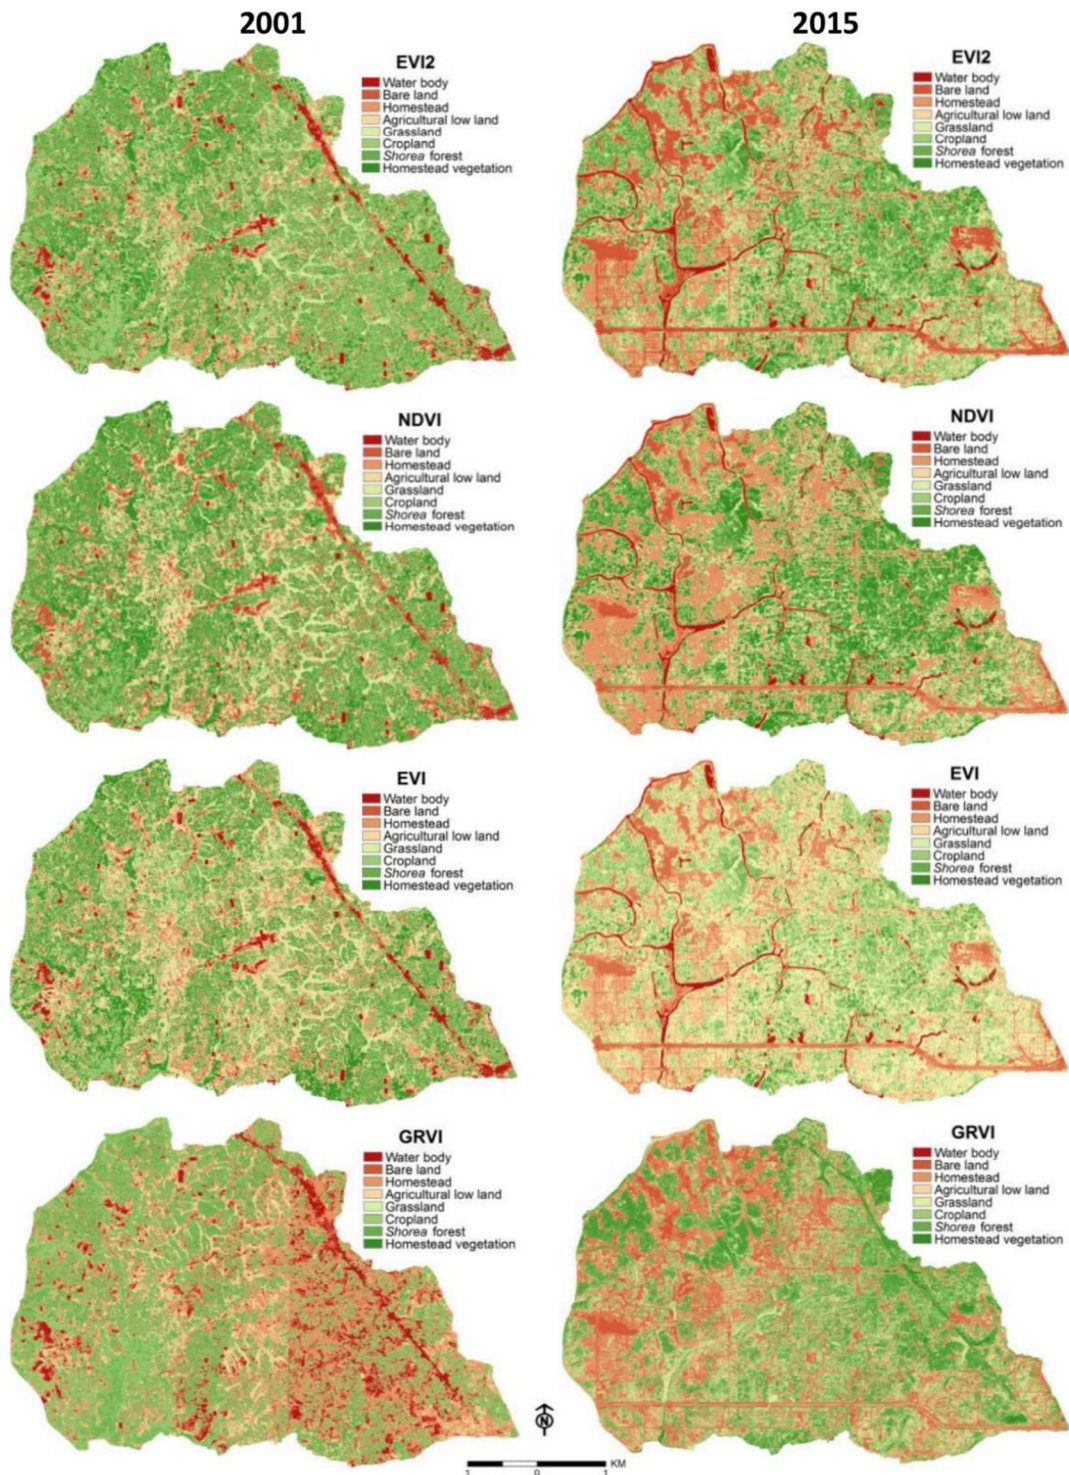 2001
2015
EVI2
Water body
Bare land
Homestead
Agricultural low land
Grassland
Cropland
Shorea forest
Homestead vegetation
EVI2
Water body
Bare land
Homestead
Agricultural low land
Grassland
Cropland
Shorea forest
Homestead vegetation
NDVI
Water body
Bare land
Homestead
Agricultural low land
Grassland
Cropland
Shorea forest
Homestead vegetation
NDVI
Water body
Bare land
Homestead
Agricultural low land
Grassland
Cropland
Shorea forest
Homestead vegetation
EVI
Water body
Bare land
Homestead
Agricultural low land
Grassland
Cropland
Shorea forest
Homestead vegetation
EVI
Water body
Bare land
Homestead
Agricultural low land
Grassland
Cropland
Shorea forest
Homestead vegetation
GRVI
Water body
Bare land
Homestead
Agricultural low land
Grassland
Cropland
Shorea forest
Homestead vegetation
GRVI
Water body
Bare land
Homestead
Agricultural low land
Grassland
Cropland
Shorea forest
Homestead vegetation
N
KM
1 0 1